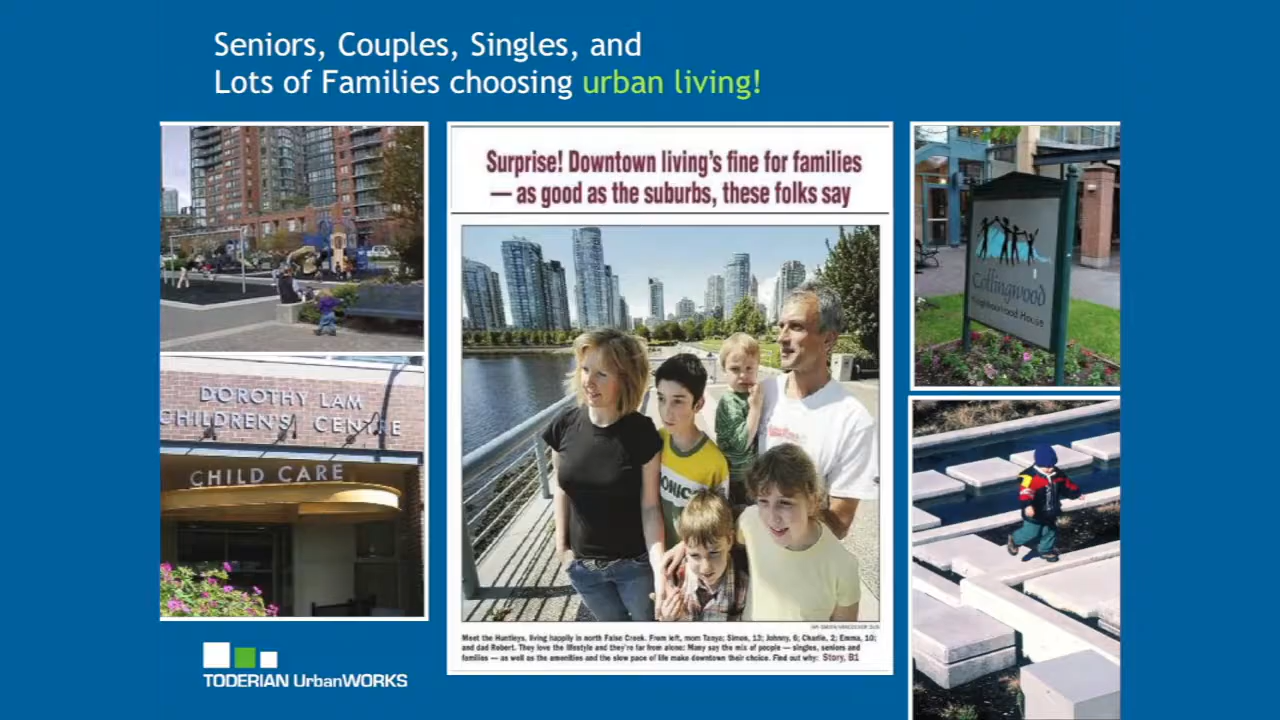 Seniors, Couples, Singles, and
Lots of Families choosing urban living!
Surprise! Downtown living's fine for families
— as good as the suburbs, these folks say
DOROTHY LAM
CHILDREN'S CENTRE
CHILD CARE
Collingwood
Neighbourhood House
Meet the Huntleys, living happily in north False Creek. From left, mom Tanya; Simon, 13; Johnny, 6; Charlie, 2; Emma, 10;
and dad Robert. They love the lifestyle and they're far from alone: Many say the mix of people — singles, seniors and
families — as well as the amenities and the slow pace of life make downtown their choice. Find out why: Story, B1
TODERIAN UrbanWORKS